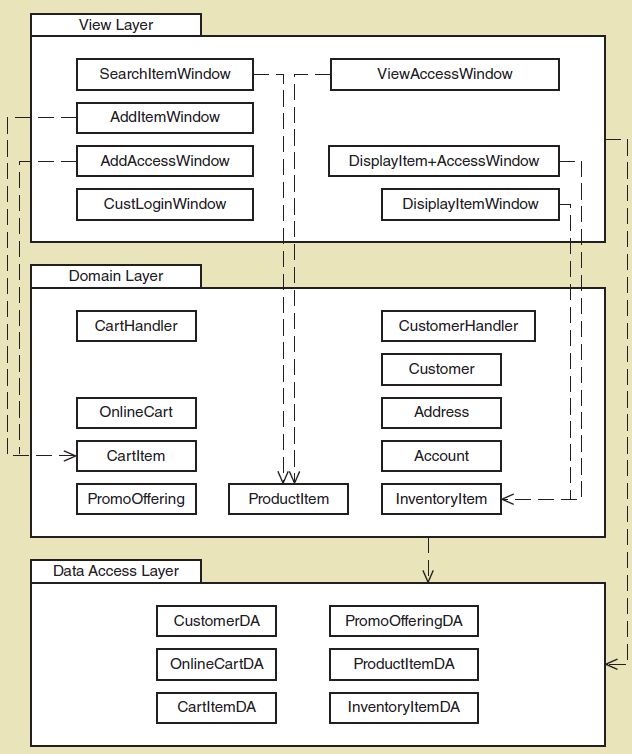 View Layer
SearchItemWindow
ViewAccessWindow
AddItemWindow
AddAccessWindow
DisplayItem+AccessWindow
CustLoginWindow
DisiplayItemWindow
Domain Layer
CartHandler
CustomerHandler
Customer
OnlineCart
Address
CartItem
Account
PromoOffering
ProductItem
InventoryItem
Data Access Layer
CustomerDA
PromoOfferingDA
OnlineCartDA
ProductItemDA
CartItemDA
InventoryItemDA